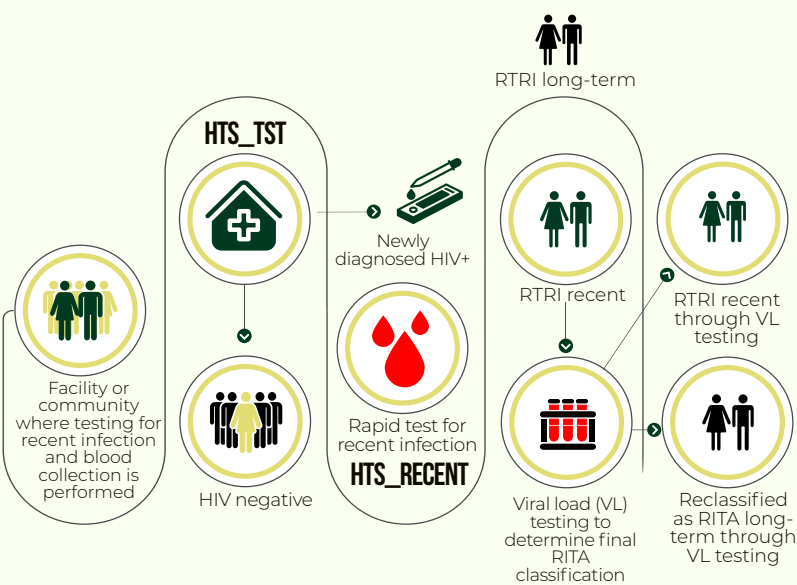 Facility or
community
where testing for
recent infection
and blood
collection is
performed
HTS_TST
HIV negative
Newly
diagnosed HIV+
Rapid test for
recent infection
HTS_RECENT
RTRI long-term
RTRI recent
Viral load (VL)
testing to
determine final
RITA
classification
RTRI recent
through VL
testing
Reclassified
as RITA long-
term through
VL testing